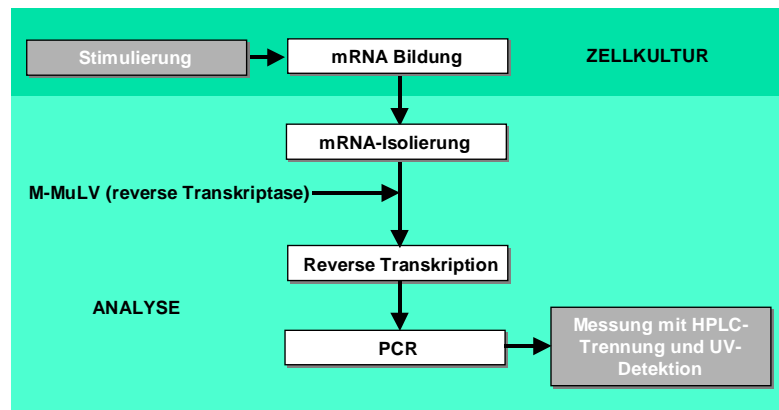 Stimulierung
mRNA Bildung
ZELLKULTUR
mRNA-Isolierung
M-MuLV (reverse Transkriptase)
Reverse Transkription
ANALYSE
PCR
Messung mit HPLC-
Trennung und UV-
Detektion